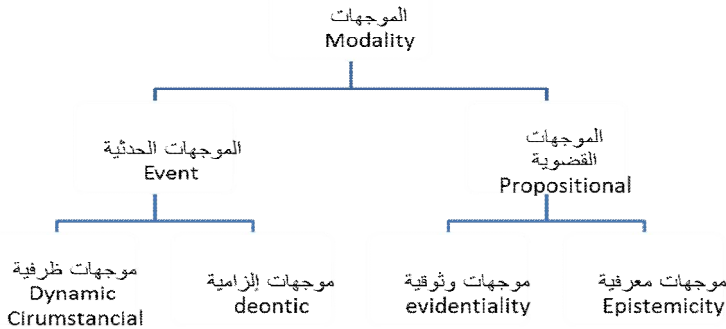 الموجهات
Modality
الموجهات
القضوية
Propositional
الموجهات الحدثية
Event
موجهات معرفية
Epistemicity
موجهات وثوقية
evidentiality
موجهات إلزامية
deontic
موجهات ظرفية
Dynamic
Cirumstancial